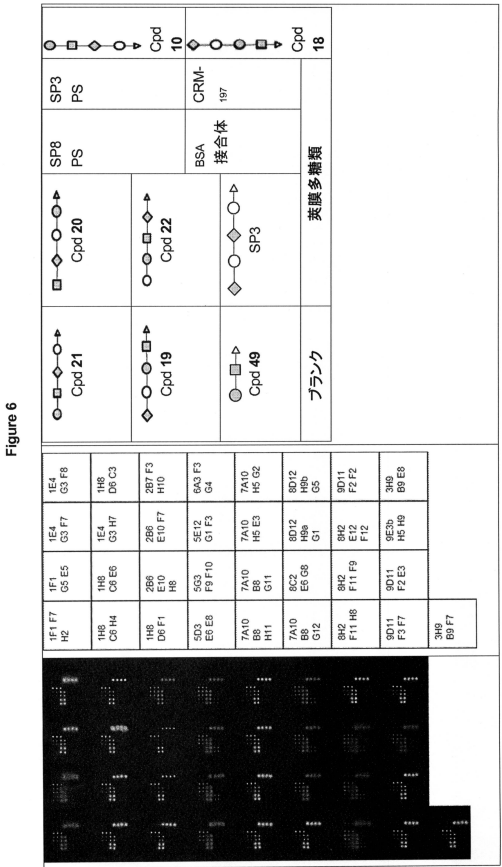 Figure 6
1F1 F7
H2
1F1
G5 E5
1E4
G3 F7
1E4
G3 F8
1H8
C6 H4
1H8
C6 E6
1E4
G3 H7
1H8
D6 C3
1H8
D6 F1
2B6
E10
H8
2B6
E10 F7
2B7 F3
H10
5D3
E6 E8
5G3
F9 F10
5E12
G1 F3
6A3 F3
G4
7A10
B8
H11
7A10
B8
G11
7A10
H5 E3
7A10
H5 G2
7A10
B8
G12
8C2
E6 G8
8D12
H9a
G1
8D12
H9b
G5
8H2
F11 H8
8H2
F11 F9
8H2
E12
F12
9D11
F2 F2
9D11
F3 F7
9D11
F2 E3
9E3b
H5 H9
3H9
B9 E8
3H9
B9 F7
Cpd 21
Cpd 20
SP8
PS
SP3
PS
Cpd
10
Cpd 19
Cpd 22
BSA
接合体
CRM-
197
Cpd
18
Cpd 49
SP3
ブランク
莢膜多糖類